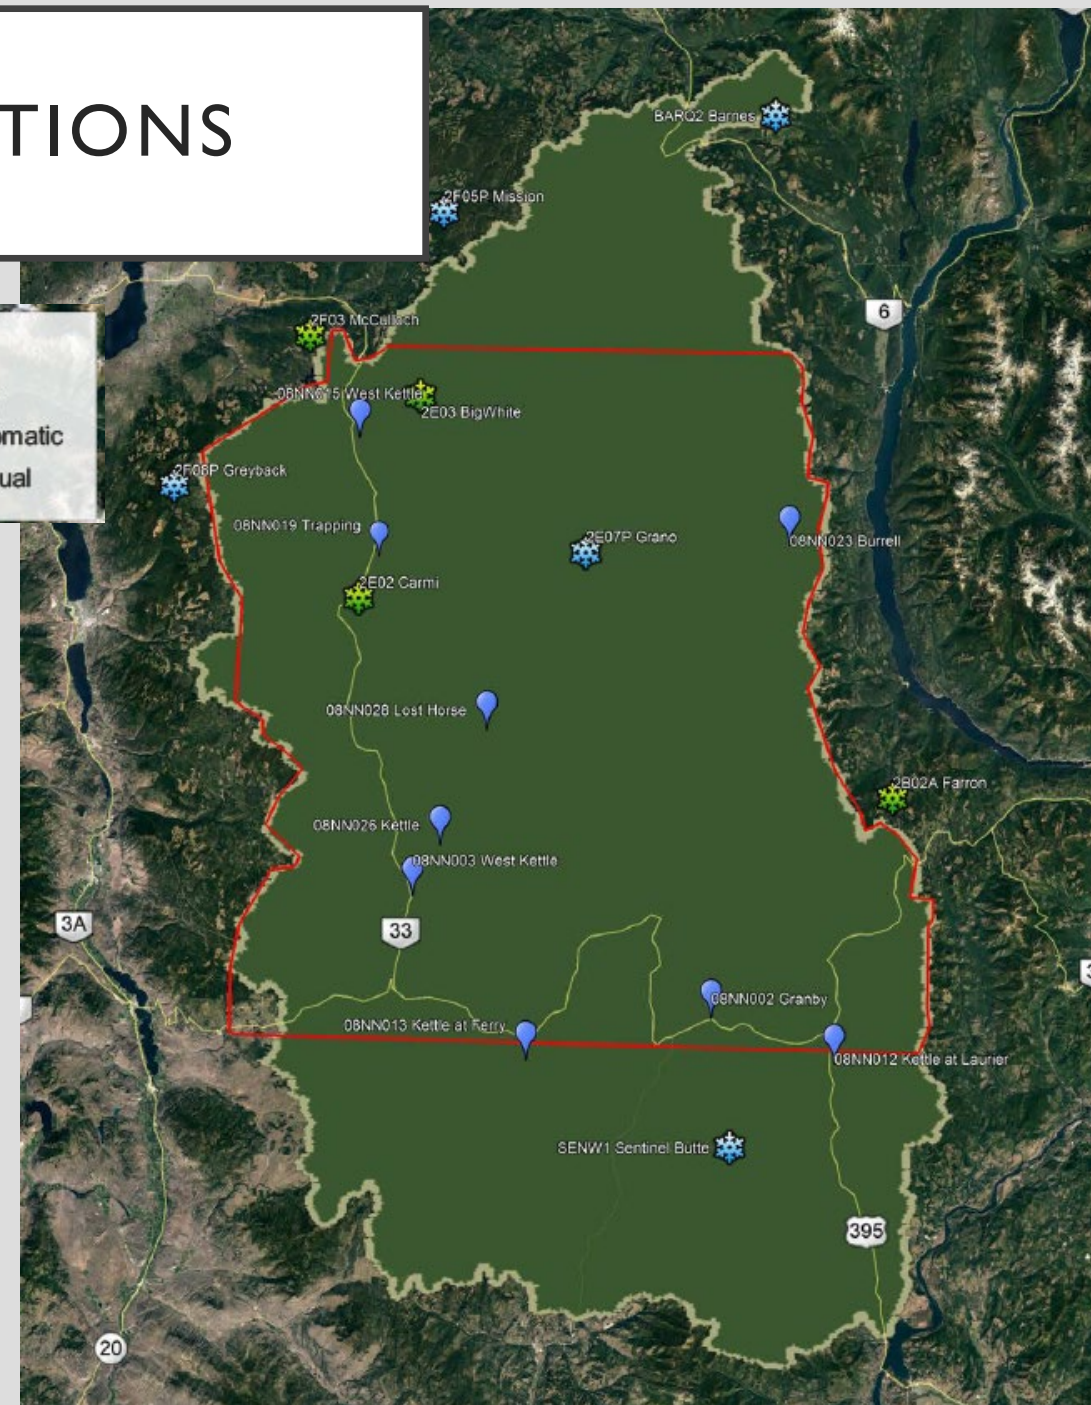 TIONS
BARQ2 Barnes
2F05P Mission
6
2F03 McCulloch
omatic
ual
08NN015 West Kettle
2E03 BigWhite
2F08P Greyback
08NN019 Trapping
2E07P Grano
08NN023 Burrell
2E02 Carmi
08NN028 Lost Horse
2B02A Farron
08NN026 Kettle
08NN003 West Kettle
3A
33
3
08NN002 Granby
08NN013 Kettle at Ferry
08NN012 Kettle at Laurier
SENW1 Sentinel Butte
395
20